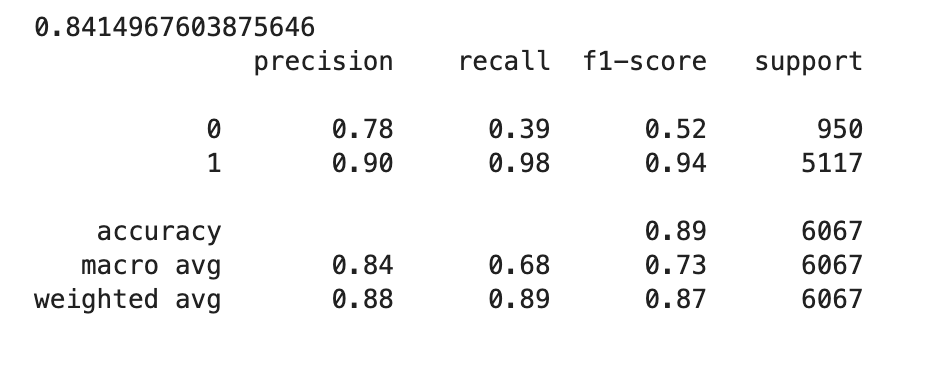 0.8414967603875646
precision recall f1-score support
0 0.78 0.39 0.52 950
1 0.90 0.98 0.94 5117
accuracy 0.89 6067
macro avg 0.84 0.68 0.73 6067
weighted avg 0.88 0.89 0.87 6067